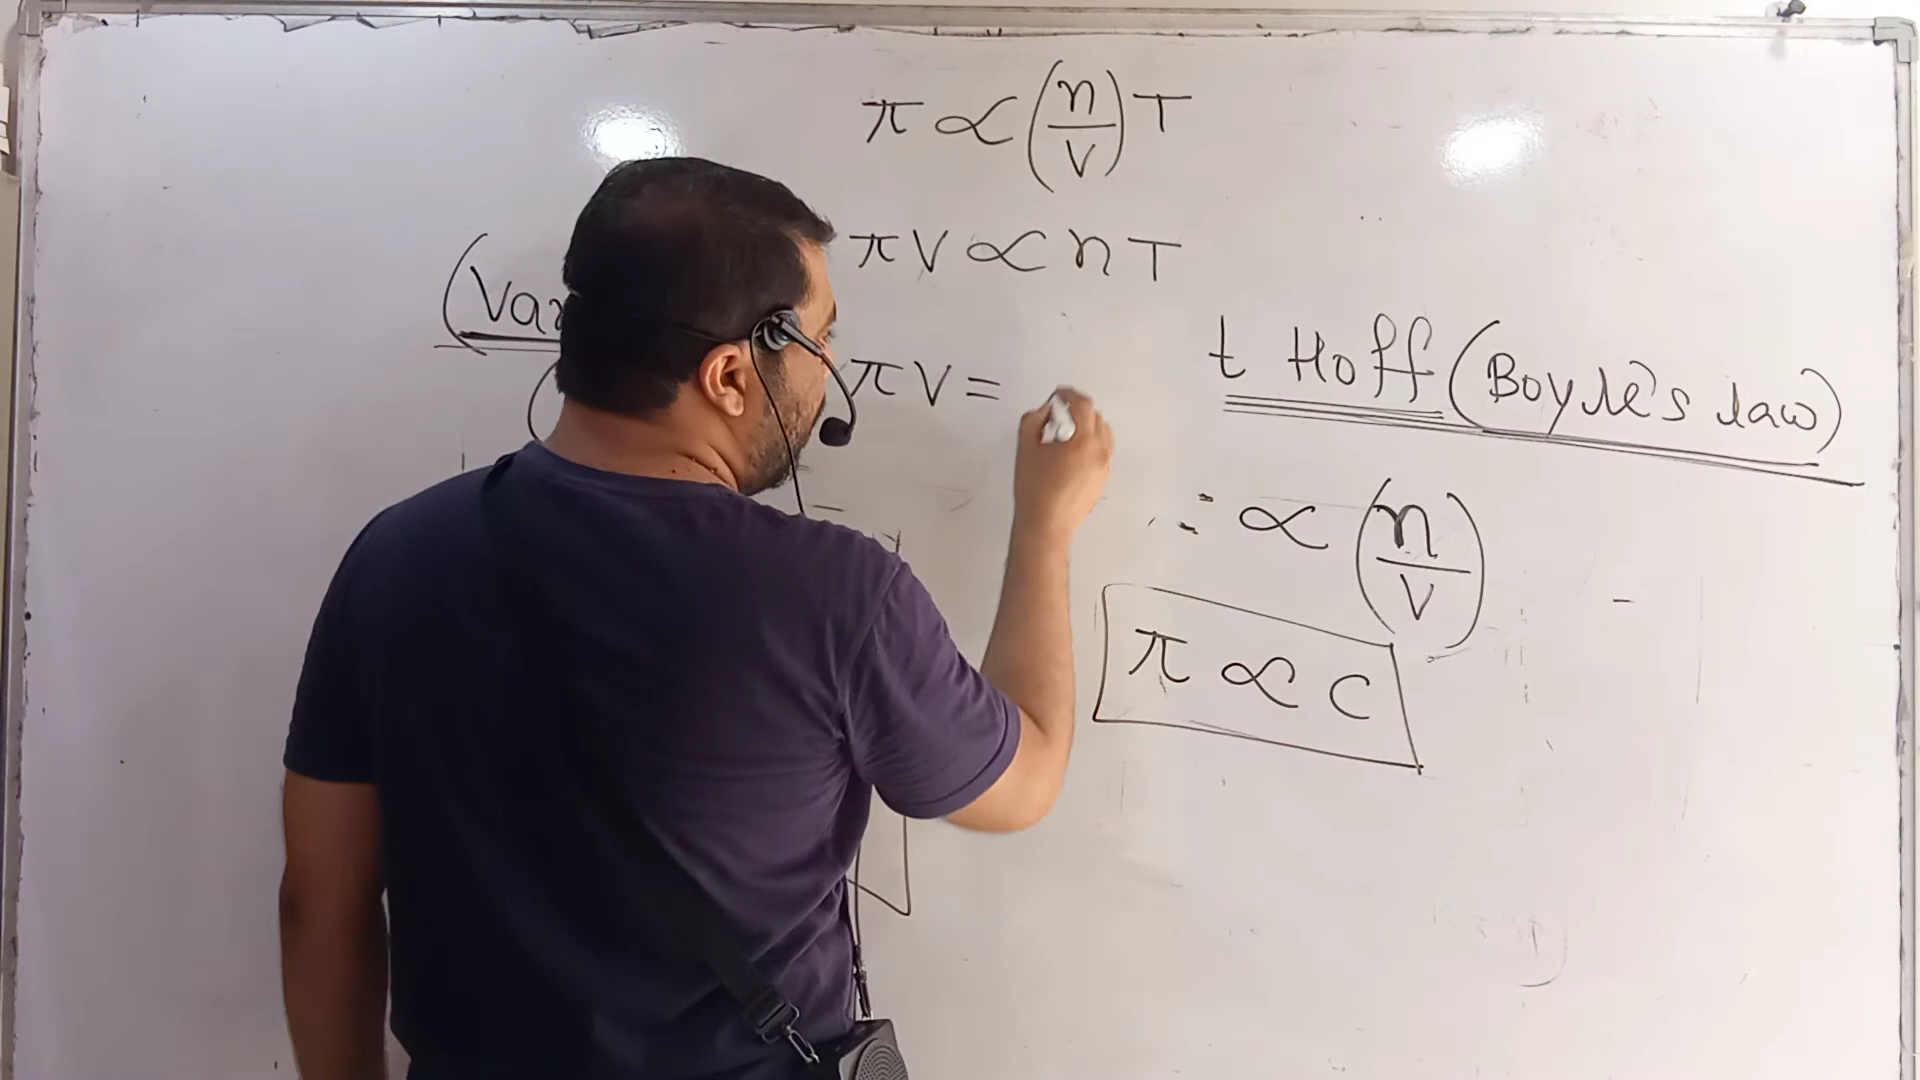 π ∝ (n/V) T
πV ∝ nT
(Va
t Hoff (Boyle's law)
πV =
= ∝ (n/V)
π ∝ C